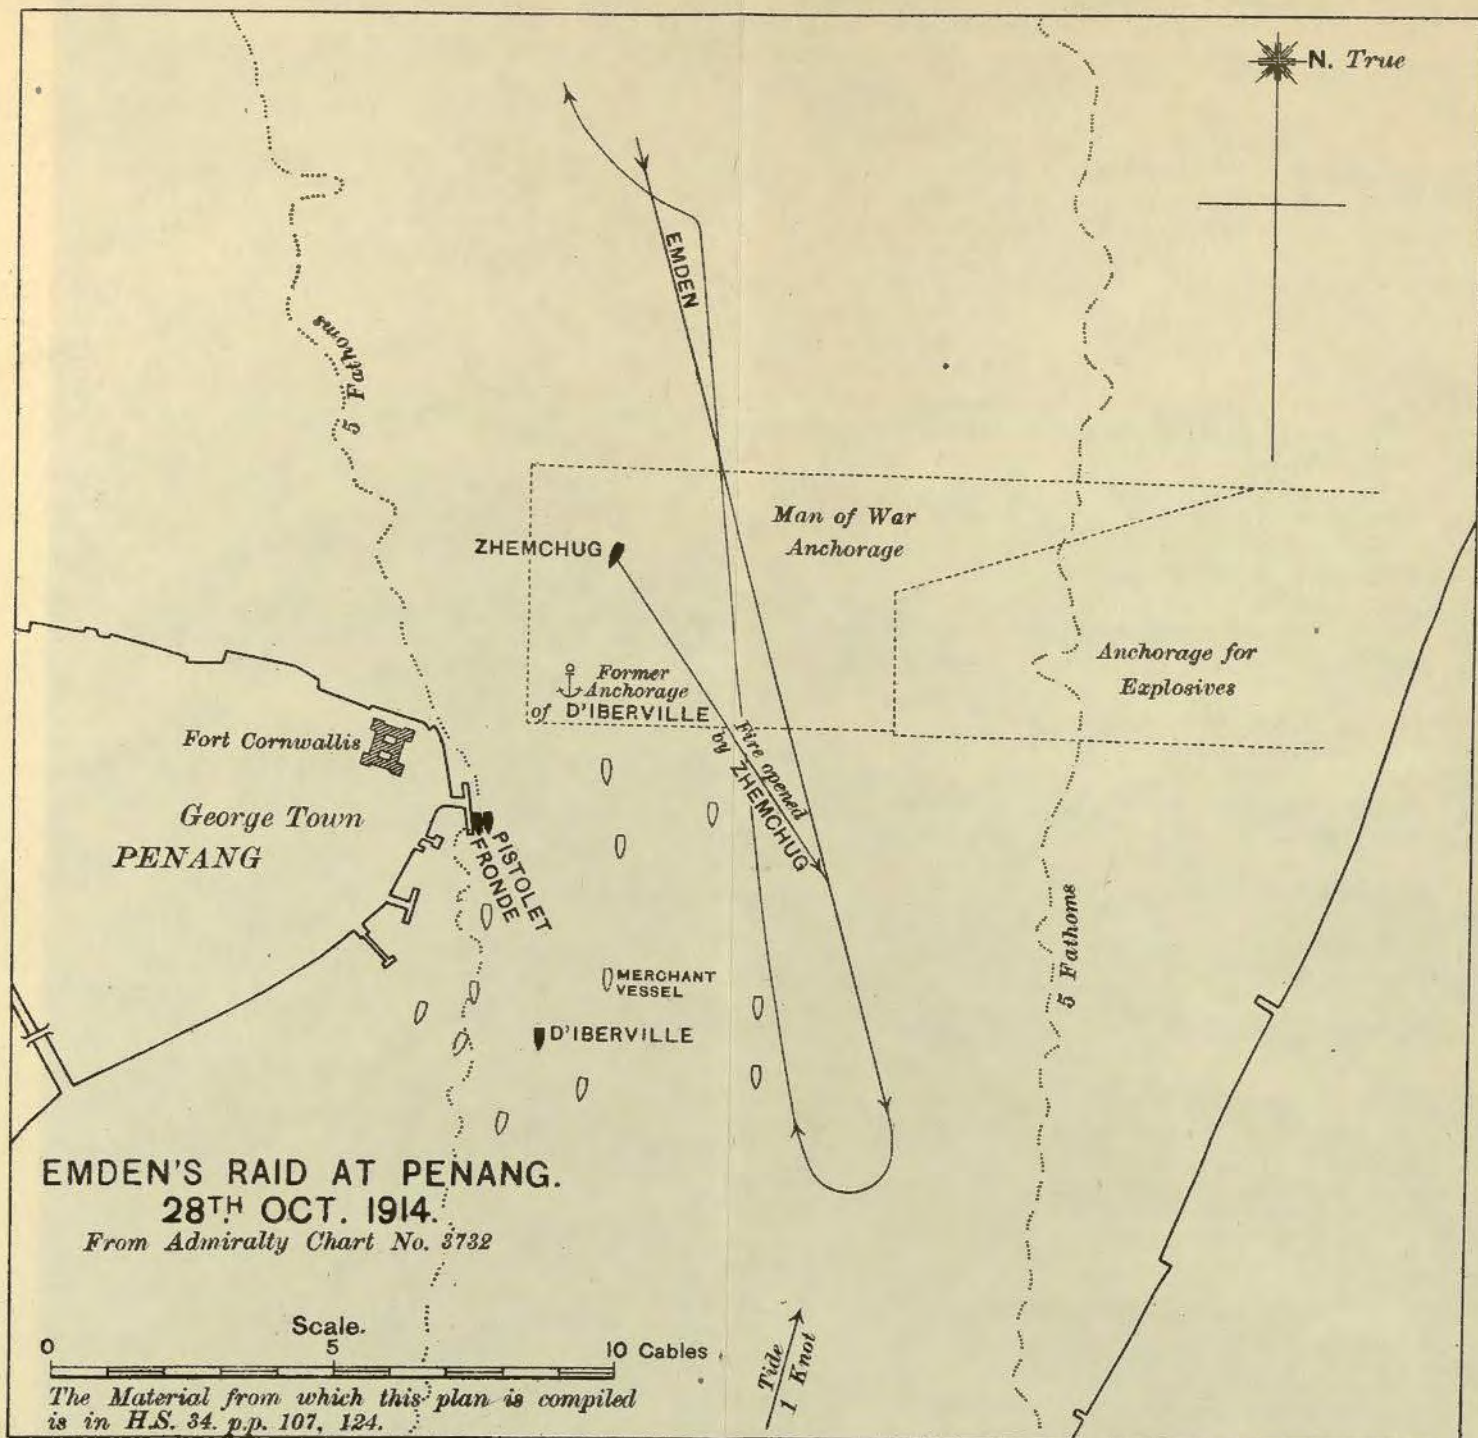 N. True
EMDEN
5 Fathoms
Man of War
Anchorage
ZHEMCHUG
Anchorage for
Explosives
Former
Anchorage
of D'IBERVILLE
Fire opened
by ZHEMCHUG
Fort Cornwallis
George Town
PENANG
PISTOLET
FRONDE
5 Fathoms
MERCHANT
VESSEL
D'IBERVILLE
EMDEN'S RAID AT PENANG.
28TH OCT. 1914.
From Admiralty Chart No. 3732
Scale.
0 5 10 Cables
Tide
1 Knot
The Material from which this plan is compiled
is in H.S. 34. p.p. 107, 124.